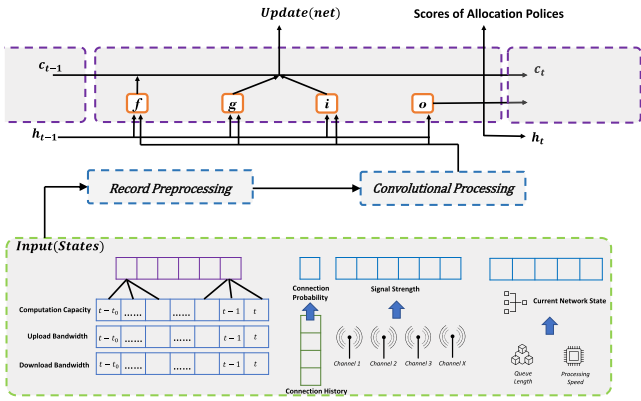 Update(net)
Scores of Allocation Polices
c_{t-1}
c_t
f
g
i
o
h_{t-1}
h_t
Record Preprocessing
Convolutional Processing
Input(States)
Connection
Probability
Signal Strength
Computation Capacity
t − t_0
......
......
t − 1
t
Current Network State
Upload Bandwidth
t − t_0
......
......
t − 1
t
Download Bandwidth
t − t_0
......
......
t − 1
t
Channel 1
Channel 2
Channel 3
Channel X
Queue
Length
Processing
Speed
Connection History